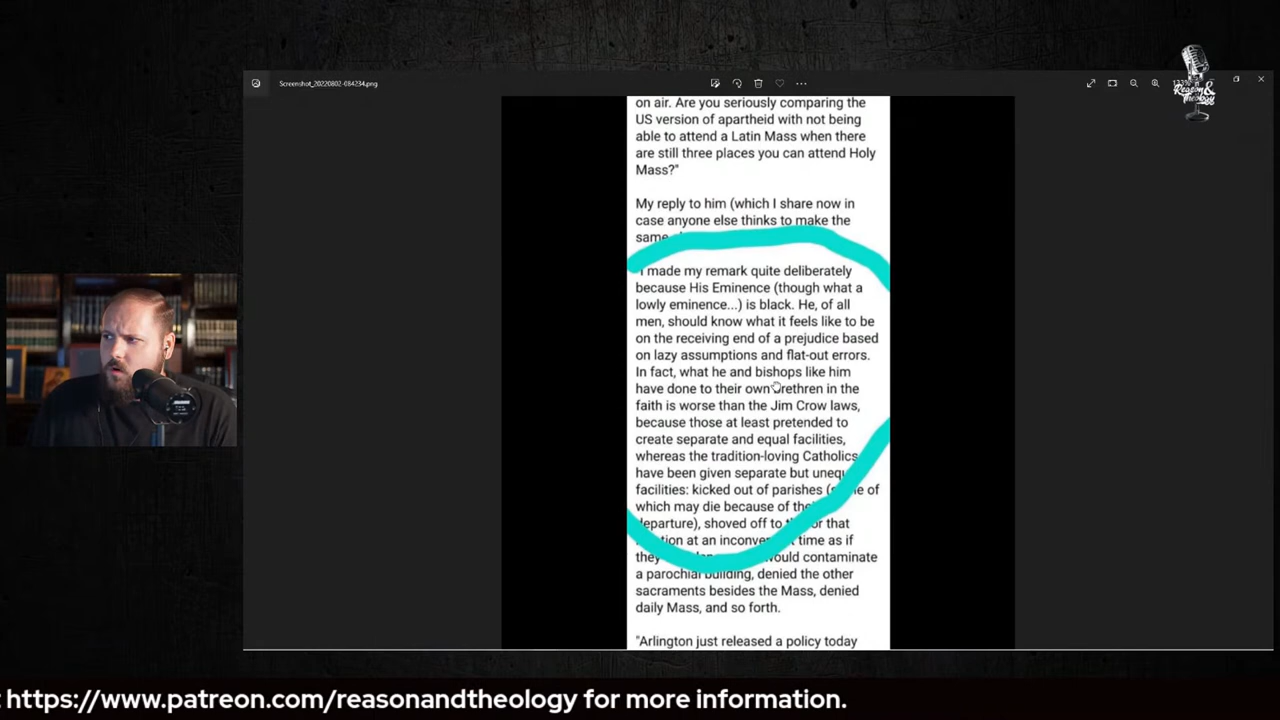 Screenshot_20220802-084234.png
Reason &
Theology
on air. Are you seriously comparing the
US version of apartheid with not being
able to attend a Latin Mass when there
are still three places you can attend Holy
Mass?"
My reply to him (which I share now in
case anyone else thinks to make the
same
I made my remark quite deliberately
because His Eminence (though what a
lowly eminence...) is black. He, of all
men, should know what it feels like to be
on the receiving end of a prejudice based
on lazy assumptions and flat-out errors.
In fact, what he and bishops like him
have done to their own brethren in the
faith is worse than the Jim Crow laws,
because those at least pretended to
create separate and equal facilities,
whereas the tradition-loving Catholics
have been given separate but
facilities: kicked out of parishes of
which may die because of
departure), shoved off to or that
at an time as if
they would contaminate
a parochial building, denied the other
sacraments besides the Mass, denied
daily Mass, and so forth.
"Arlington just released a policy today
https://www.patreon.com/reasonandtheology for more information.